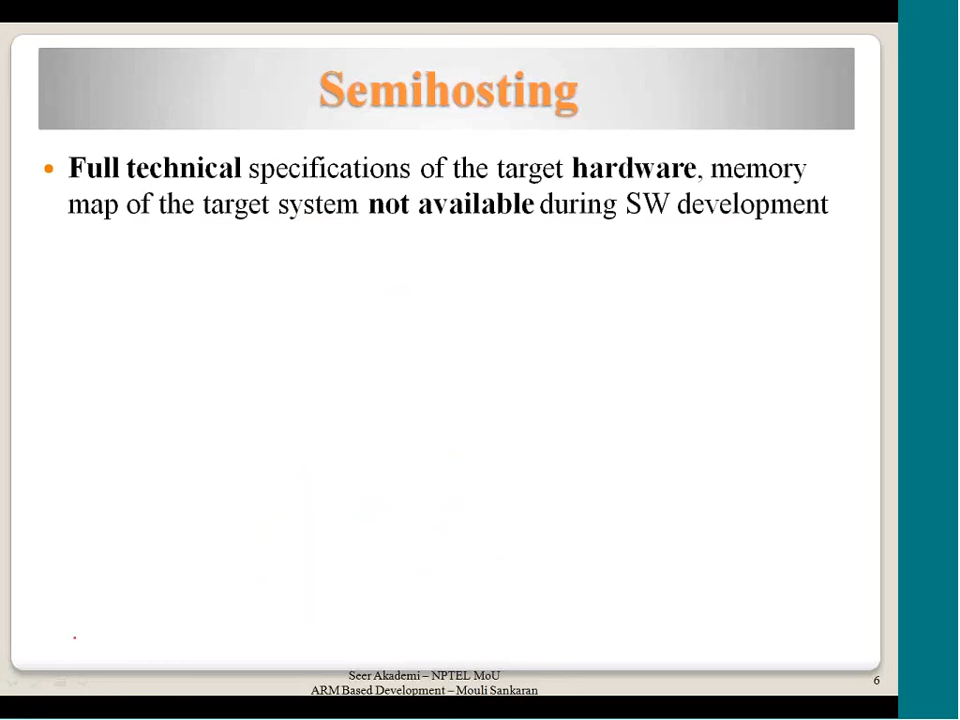 Semihosting
• Full technical specifications of the target hardware, memory
map of the target system not available during SW development
Seer Akademi – NPTEL MoU
ARM Based Development – Mouli Sankaran
6